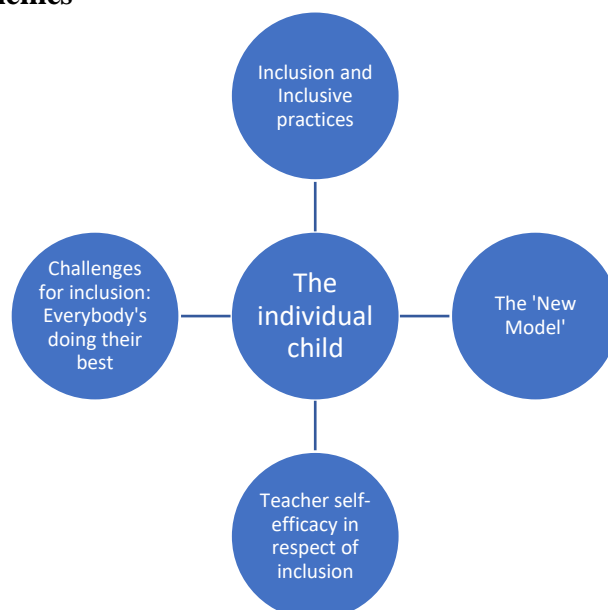 Inclusion and
Inclusive
practices
Challenges
for inclusion:
Everybody's
doing their
best
The
individual
child
The 'New
Model'
Teacher self-
efficacy in
respect of
inclusion